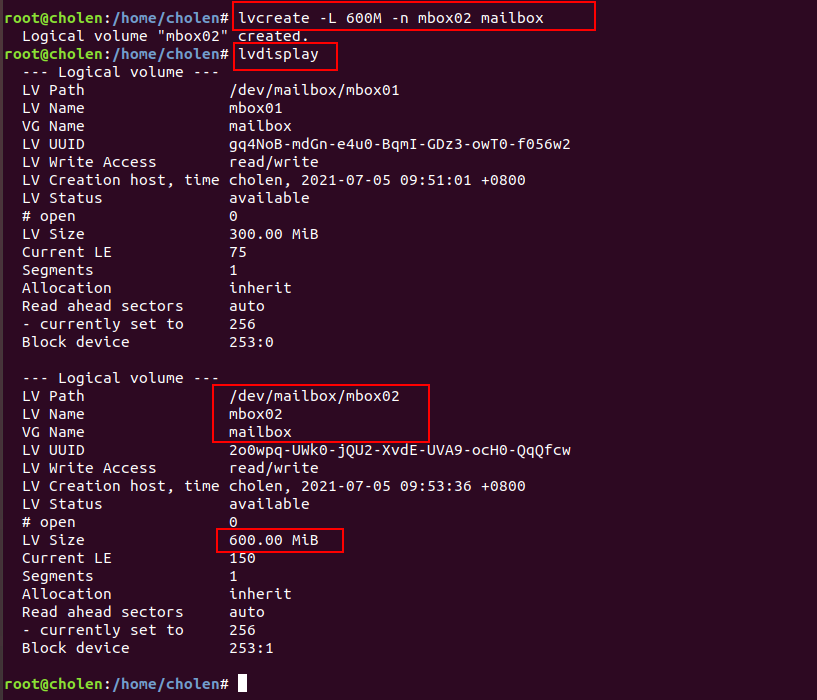 root@cholen:/home/cholen# lvcreate -L 600M -n mbox02 mailbox
  Logical volume "mbox02" created.
root@cholen:/home/cholen# lvdisplay
  --- Logical volume ---
  LV Path                /dev/mailbox/mbox01
  LV Name                mbox01
  VG Name                mailbox
  LV UUID                gq4NoB-mdGn-e4u0-BqmI-GDz3-owT0-f056w2
  LV Write Access        read/write
  LV Creation host, time cholen, 2021-07-05 09:51:01 +0800
  LV Status              available
  # open                 0
  LV Size                300.00 MiB
  Current LE             75
  Segments               1
  Allocation             inherit
  Read ahead sectors     auto
  - currently set to     256
  Block device           253:0

  --- Logical volume ---
  LV Path                /dev/mailbox/mbox02
  LV Name                mbox02
  VG Name                mailbox
  LV UUID                2o0wpq-UWk0-jQU2-XvdE-UVA9-ocH0-QqQfcw
  LV Write Access        read/write
  LV Creation host, time cholen, 2021-07-05 09:53:36 +0800
  LV Status              available
  # open                 0
  LV Size                600.00 MiB
  Current LE             150
  Segments               1
  Allocation             inherit
  Read ahead sectors     auto
  - currently set to     256
  Block device           253:1

root@cholen:/home/cholen#